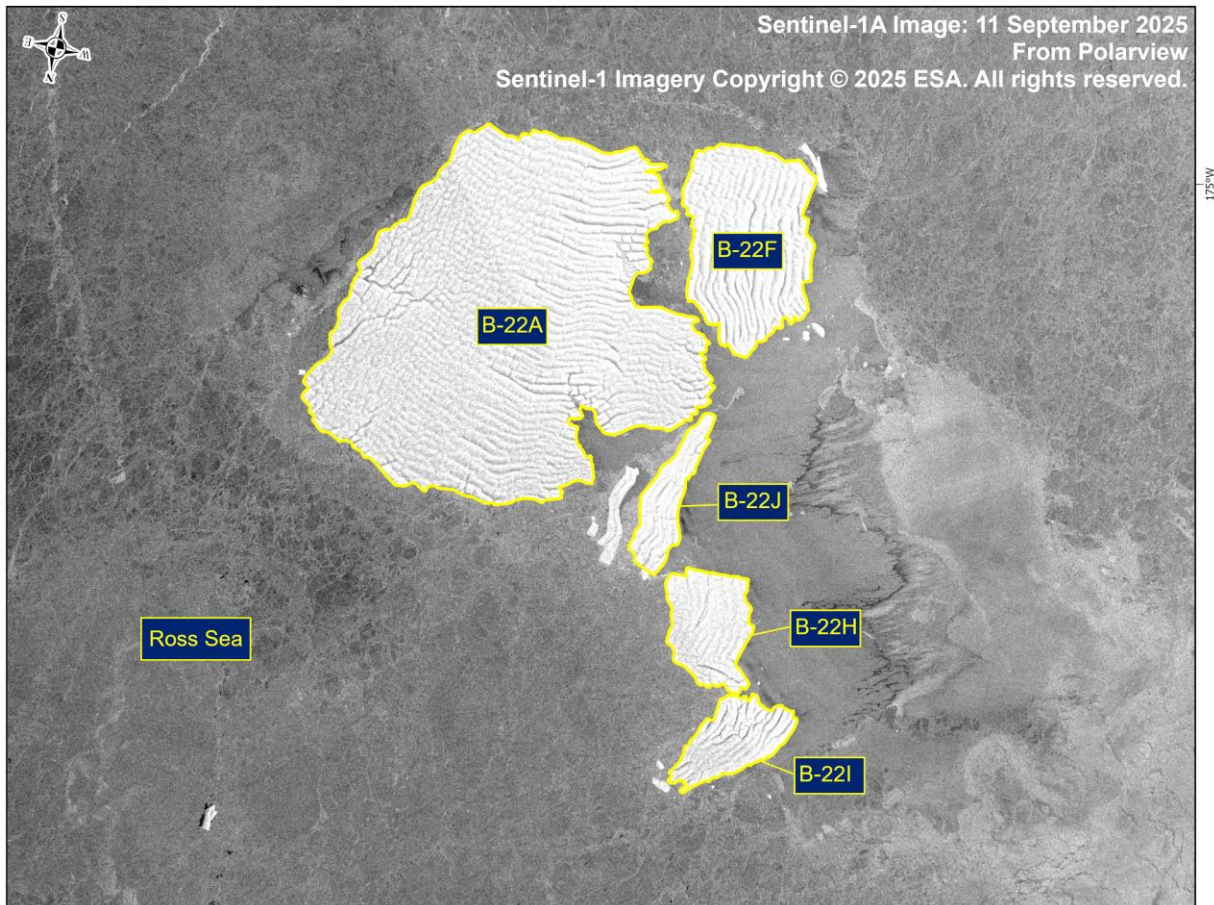 S
E
W
N
Sentinel-1A Image: 11 September 2025
From Polarview
Sentinel-1 Imagery Copyright © 2025 ESA. All rights reserved.
175°W
B-22F
B-22A
B-22J
B-22H
Ross Sea
B-22I